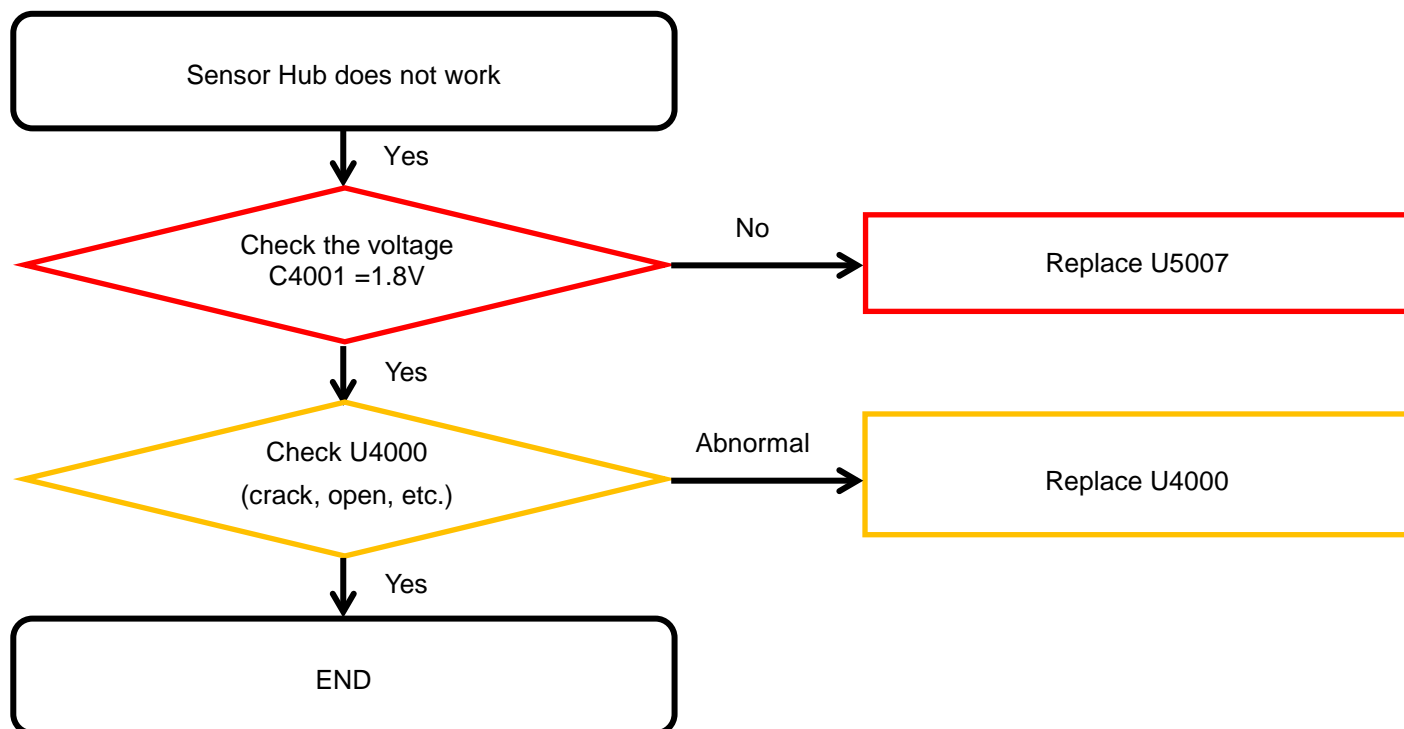 Sensor Hub does not work
Yes
Check the voltage
C4001 =1.8V
No
Replace U5007
Yes
Check U4000
(crack, open, etc.)
Abnormal
Replace U4000
Yes
END